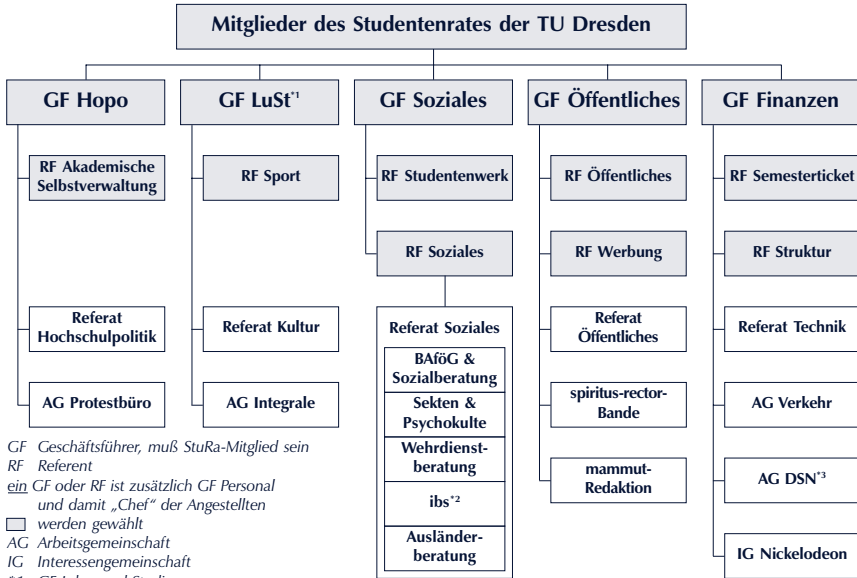 Mitglieder des Studentenrates der TU Dresden
GF Hopo
GF LuSt*1
GF Soziales
GF Öffentliches
GF Finanzen
RF Akademische
Selbstverwaltung
RF Sport
RF Studentenwerk
RF Öffentliches
RF Semesterticket
RF Soziales
RF Werbung
RF Struktur
Referat
Hochschulpolitik
Referat Kultur
Referat Soziales
Referat
Öffentliches
Referat Technik
BAföG &
Sozialberatung
AG Protestbüro
AG Integrale
Sekten &
Psychokulte
spiritus-rector-
Bande
AG Verkehr
Wehrdienst-
beratung
ibs*2
mammut-
Redaktion
AG DSN*3
Ausländer-
beratung
IG Nickelodeon
GF Geschäftsführer, muß StuRa-Mitglied sein
RF Referent
ein GF oder RF ist zusätzlich GF Personal
und damit „Chef“ der Angestellten
werden gewählt
AG Arbeitsgemeinschaft
IG Interessengemeinschaft